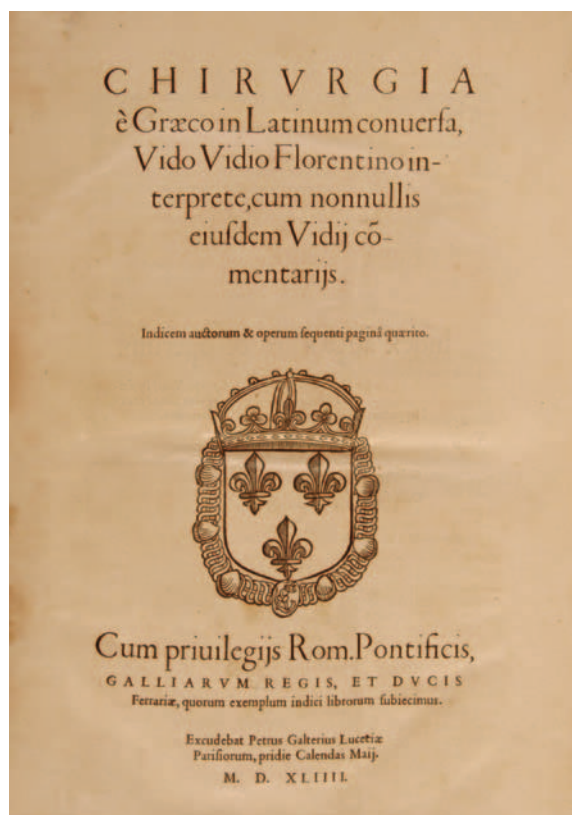 CHIRVRGIA
è Græco in Latinum conuersa,
Vido Vidio Florentino in-
terprete, cum nonnullis
eiusdem Vidij cō-
mentarijs.
Indicem auctorum & operum sequenti paginâ quærito.
Cum priuilegijs Rom. Pontificis,
GALLIARVM REGIS, ET DVCIS
Ferrariæ, quorum exemplum indici librorum subiecimus.
Excudebat Petrus Galterius Lucetiæ
Parisiorum, pridie Calendas Maij.
M. D. XLIIII.